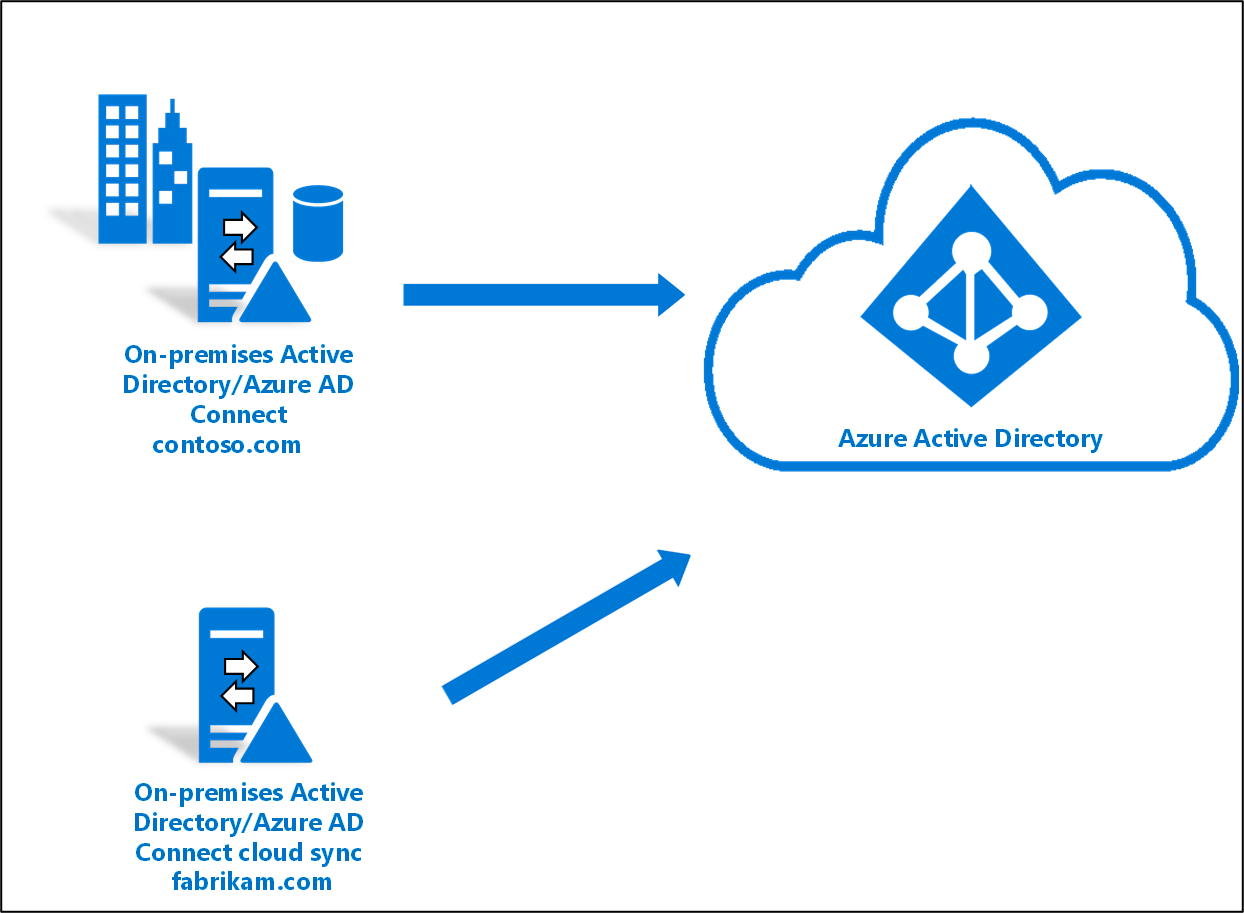 On-premises Active
Directory/Azure AD
Connect
contoso.com
Azure Active Directory
On-premises Active
Directory/Azure AD
Connect cloud sync
fabrikam.com